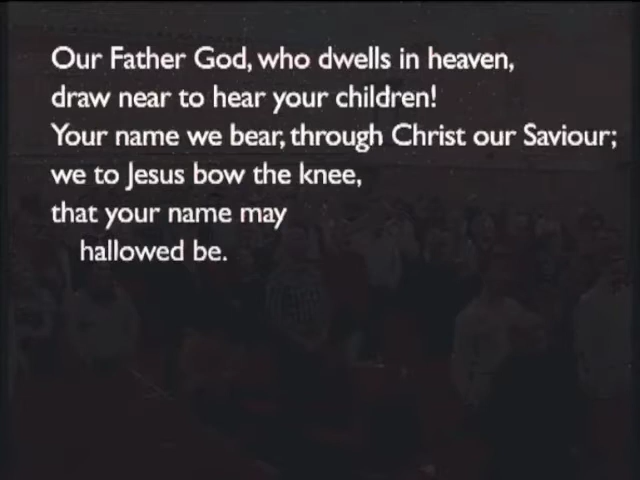 Our Father God, who dwells in heaven,
draw near to hear your children!
Your name we bear, through Christ our Saviour;
we to Jesus bow the knee,
that your name may
hallowed be.